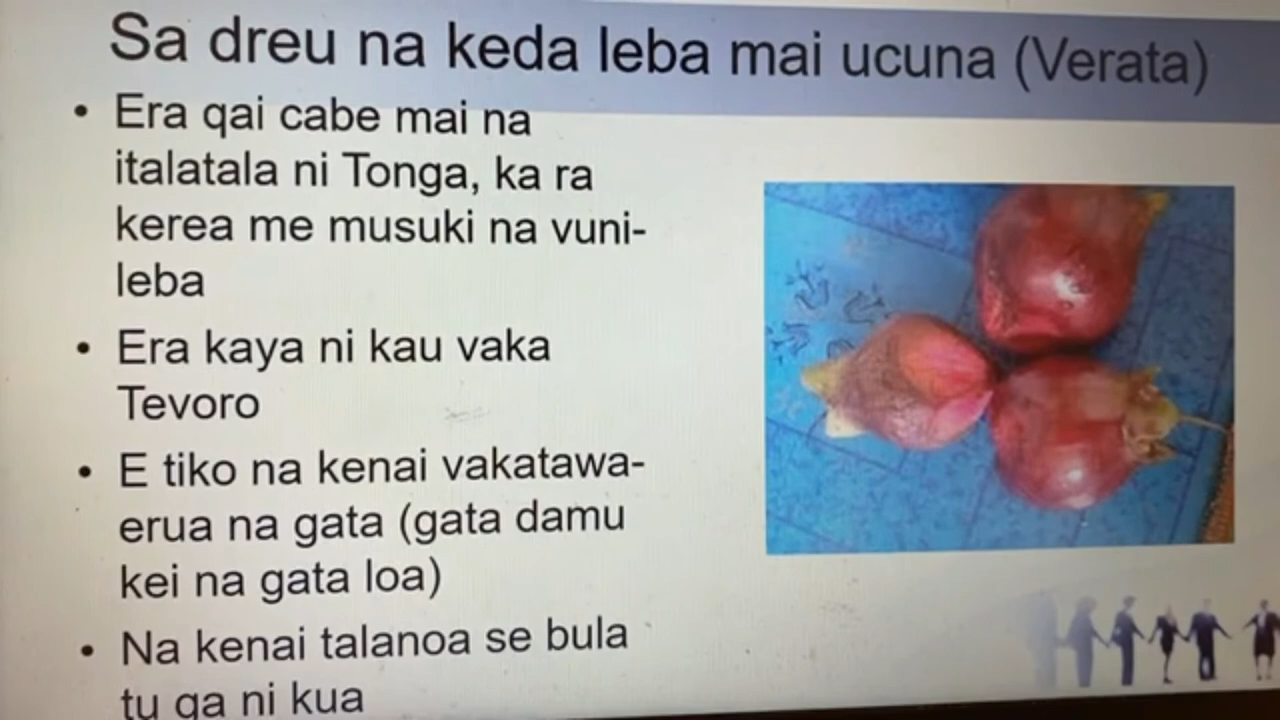 Sa dreu na keda leba mai ucuna (Verata)
• Era qai cabe mai na
italatala ni Tonga, ka ra
kerea me musuki na vuni-
leba
• Era kaya ni kau vaka
Tevoro
• E tiko na kenai vakatawa-
erua na gata (gata damu
kei na gata loa)
• Na kenai talanoa se bula
tu ga ni kua